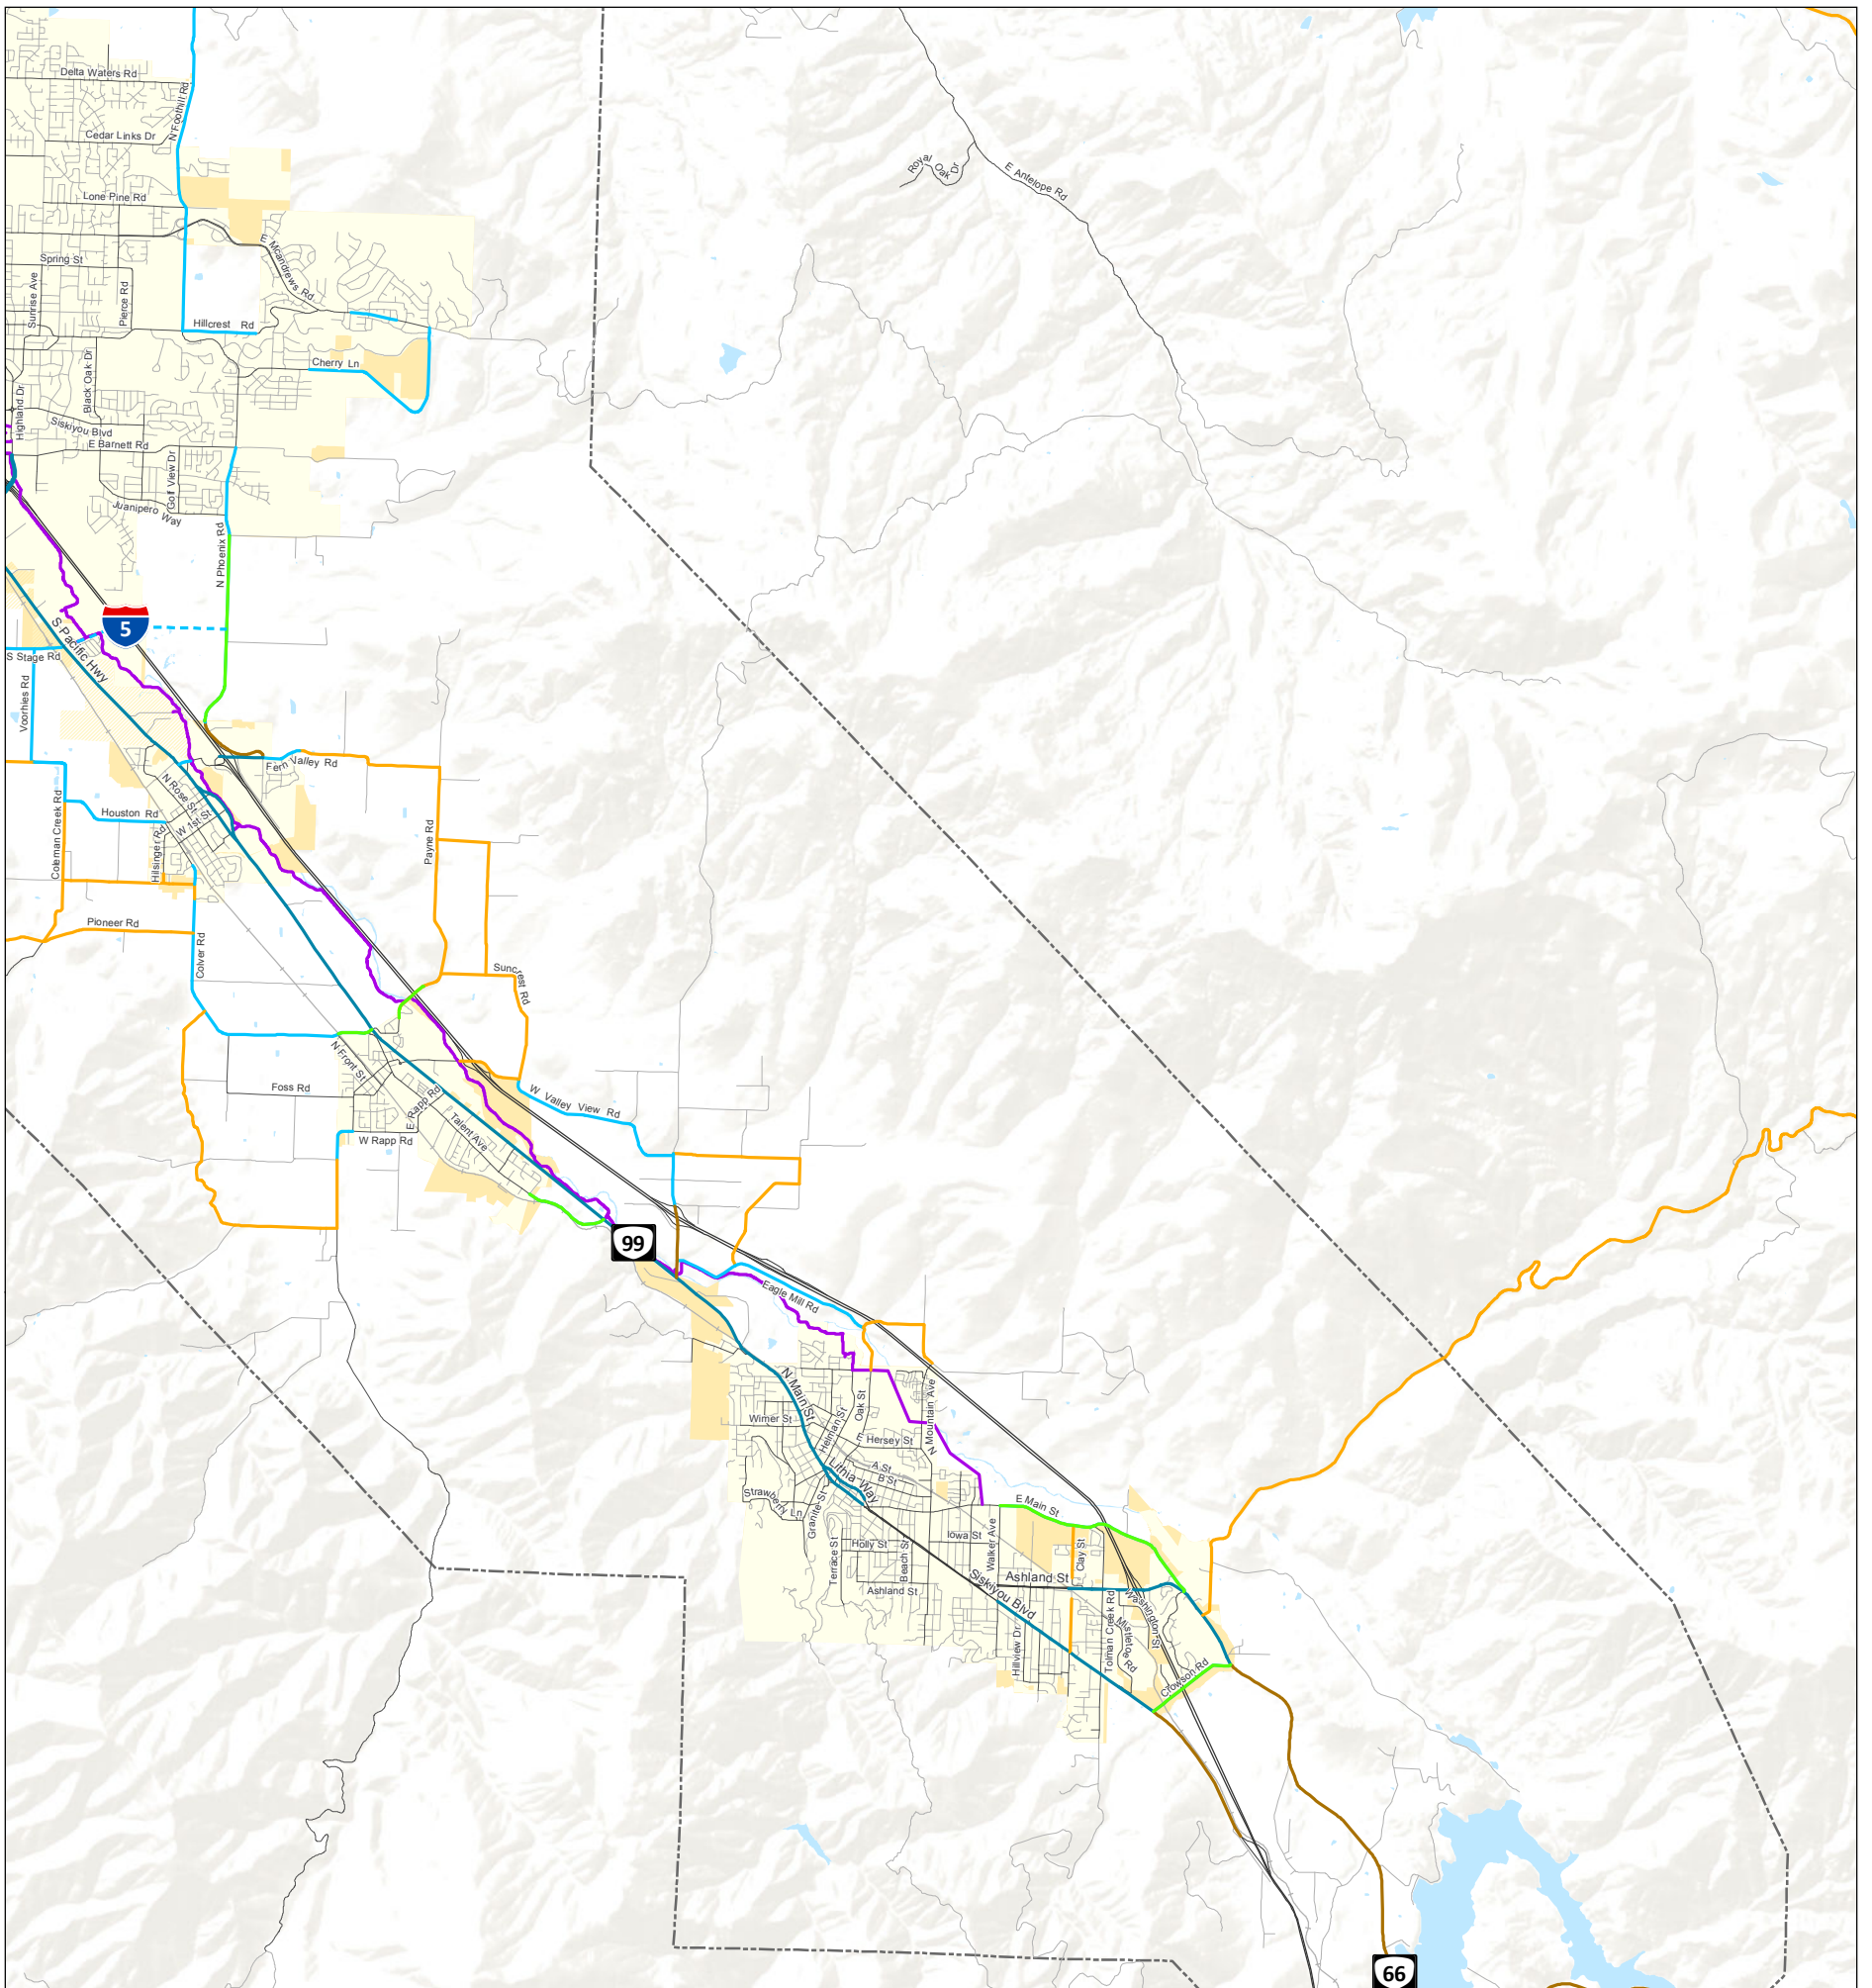 Delta Waters Rd
N Foothill Rd
Cedar Links Dr
Royal Oak Dr
E Antelope Rd
Lone Pine Rd
E Mcandrews Rd
Spring St
Sunrise Ave
Pierce Rd
Hillcrest Rd
Cherry Ln
Black Oak Dr
Highland Dr
Siskiyou Blvd
E Barnett Rd
Golf View Dr
Juanipero Way
N Phoenix Rd
5
S Pacific Hwy
S Stage Rd
Voorhies Rd
Fern Valley Rd
N Rose St
Houston Rd
W 1st St
Coleman Creek Rd
Hilsinger Rd
Payne Rd
Pioneer Rd
Colver Rd
Suncrest Rd
N Front St
Foss Rd
E Rapp Rd
W Valley View Rd
Talent Ave
W Rapp Rd
99
Eagle Mill Rd
N Main St
Oak St
N Mountain Ave
Wimer St
Helman St
E Hersey St
A St
B St
Lithia Way
Strawberry Ln
Granite St
E Main St
Iowa St
Walker Ave
Holly St
Terrace St
Beach St
Clay St
Ashland St
Ashland St
Siskiyou Blvd
Washington St
Tolman Creek Rd
Mistletoe Rd
Hillview Dr
Crowson Rd
66